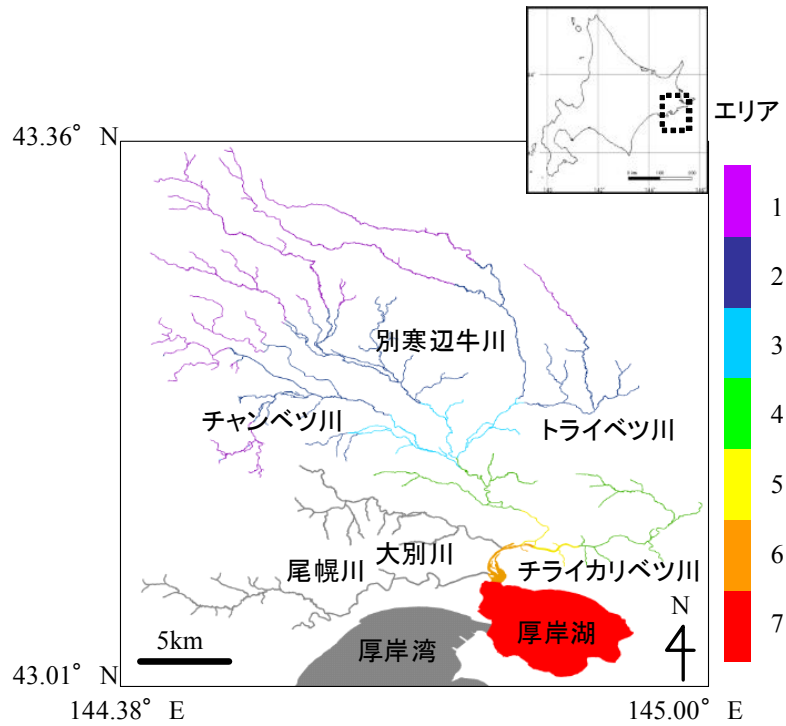 エリア
43.36° N
1
2
別寒辺牛川
3
チャンベツ川
トライベツ川
4
5
大別川
6
尾幌川
チライカリベツ川
N
厚岸湖
7
5km
厚岸湾
43.01° N
144.38° E
145.00° E